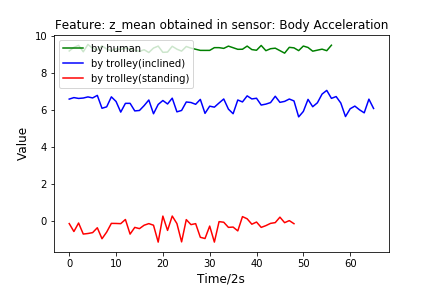 Feature: z_mean obtained in sensor: Body Acceleration
10
8
6
4
2
0
Value
by human
by trolley(inclined)
by trolley(standing)
0 10 20 30 40 50 60
Time/2s